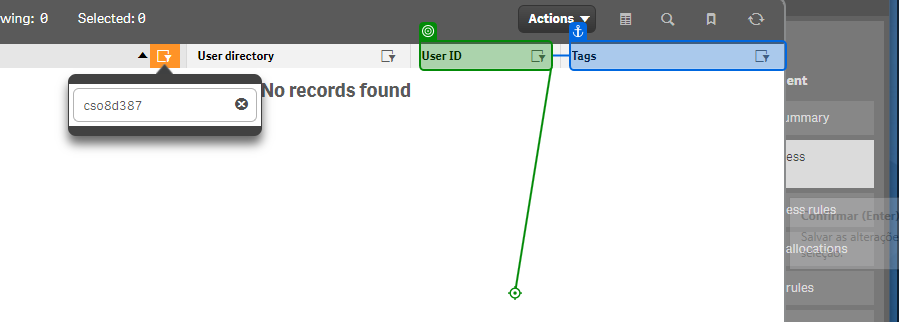 wing: 0 Selected: 0 Actions
User directory User ID Tags
No records found
cso8d387
ent
ummary
ess
ess rules
Confirmar (Enter)
Salvar as alteraçõe
allocations
seleção.
rules